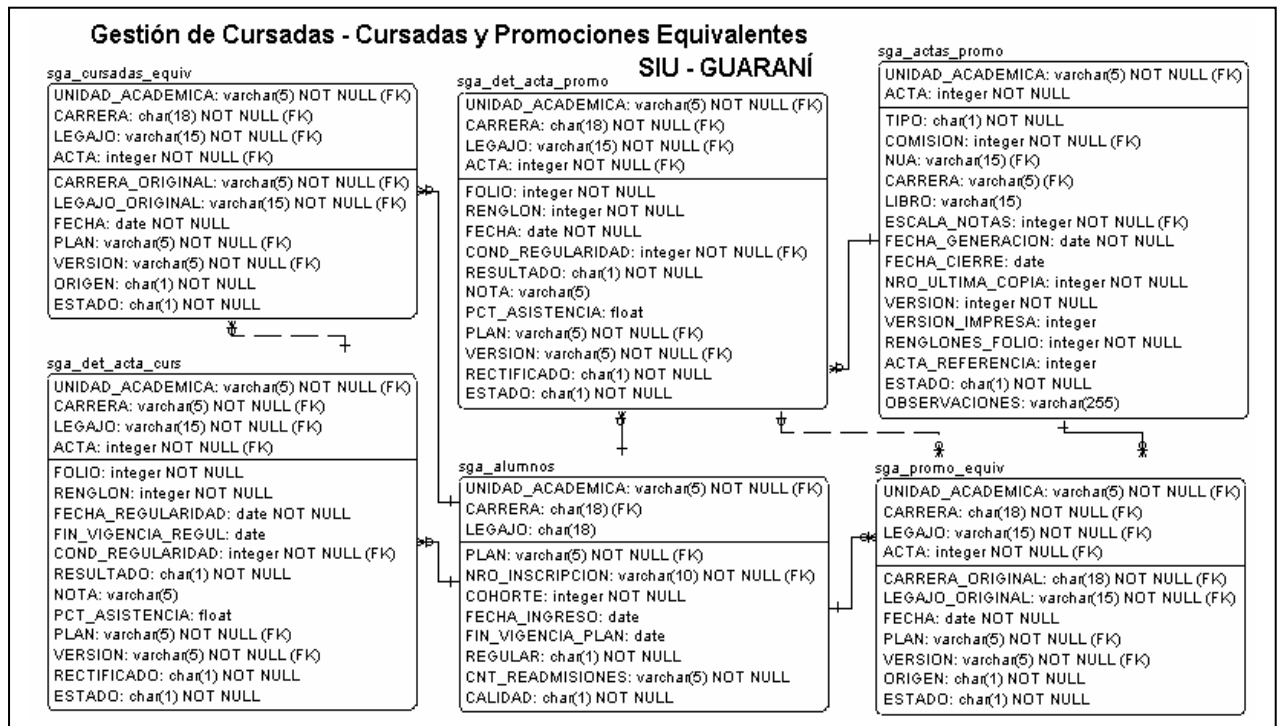 Gestión de Cursadas - Cursadas y Promociones Equivalentes
SIU - GUARANÍ
sga_cursadas_equiv
UNIDAD_ACADEMICA: varchar(5) NOT NULL (FK)
CARRERA: char(18) NOT NULL (FK)
LEGAJO: varchar(15) NOT NULL (FK)
ACTA: integer NOT NULL (FK)
CARRERA_ORIGINAL: varchar(5) NOT NULL (FK)
LEGAJO_ORIGINAL: varchar(15) NOT NULL (FK)
FECHA: date NOT NULL
PLAN: varchar(5) NOT NULL (FK)
VERSION: varchar(5) NOT NULL (FK)
ORIGEN: char(1) NOT NULL
ESTADO: char(1) NOT NULL
sga_det_acta_promo
UNIDAD_ACADEMICA: varchar(5) NOT NULL (FK)
CARRERA: char(18) NOT NULL (FK)
LEGAJO: varchar(15) NOT NULL (FK)
ACTA: integer NOT NULL (FK)
FOLIO: integer NOT NULL
RENGLON: integer NOT NULL
FECHA: date NOT NULL
COND_REGULARIDAD: integer NOT NULL (FK)
RESULTADO: char(1) NOT NULL
NOTA: varchar(5)
PCT_ASISTENCIA: float
PLAN: varchar(5) NOT NULL (FK)
VERSION: varchar(5) NOT NULL (FK)
RECTIFICADO: char(1) NOT NULL
ESTADO: char(1) NOT NULL
sga_actas_promo
UNIDAD_ACADEMICA: varchar(5) NOT NULL (FK)
ACTA: integer NOT NULL
TIPO: char(1) NOT NULL
COMISION: integer NOT NULL (FK)
NUA: varchar(15) (FK)
CARRERA: varchar(5) (FK)
LIBRO: varchar(15)
ESCALA_NOTAS: integer NOT NULL (FK)
FECHA_GENERACION: date NOT NULL
FECHA_CIERRE: date
NRO_ULTIMA_COPIA: integer NOT NULL
VERSION: integer NOT NULL
VERSION_IMPRESA: integer
RENGLONES_FOLIO: integer NOT NULL
ACTA_REFERENCIA: integer
ESTADO: char(1) NOT NULL
OBSERVACIONES: varchar(255)
sga_det_acta_curs
UNIDAD_ACADEMICA: varchar(5) NOT NULL (FK)
CARRERA: varchar(5) NOT NULL (FK)
LEGAJO: varchar(15) NOT NULL (FK)
ACTA: integer NOT NULL (FK)
FOLIO: integer NOT NULL
RENGLON: integer NOT NULL
FECHA_REGULARIDAD: date NOT NULL
FIN_VIGENCIA_REGUL: date
COND_REGULARIDAD: integer NOT NULL (FK)
RESULTADO: char(1) NOT NULL
NOTA: varchar(5)
PCT_ASISTENCIA: float
PLAN: varchar(5) NOT NULL (FK)
VERSION: varchar(5) NOT NULL (FK)
RECTIFICADO: char(1) NOT NULL
ESTADO: char(1) NOT NULL
sga_alumnos
UNIDAD_ACADEMICA: varchar(5) NOT NULL (FK)
CARRERA: char(18) (FK)
LEGAJO: char(18)
PLAN: varchar(5) NOT NULL (FK)
NRO_INSCRIPCION: varchar(10) NOT NULL (FK)
COHORTE: integer NOT NULL
FECHA_INGRESO: date
FIN_VIGENCIA_PLAN: date
REGULAR: char(1) NOT NULL
CNT_READMISIONES: varchar(5) NOT NULL
CALIDAD: char(1) NOT NULL
sga_promo_equiv
UNIDAD_ACADEMICA: varchar(5) NOT NULL (FK)
CARRERA: char(18) NOT NULL (FK)
LEGAJO: varchar(15) NOT NULL (FK)
ACTA: integer NOT NULL (FK)
CARRERA_ORIGINAL: char(18) NOT NULL (FK)
LEGAJO_ORIGINAL: varchar(15) NOT NULL (FK)
FECHA: date NOT NULL
PLAN: varchar(5) NOT NULL (FK)
VERSION: varchar(5) NOT NULL (FK)
ORIGEN: char(1) NOT NULL
ESTADO: char(1) NOT NULL